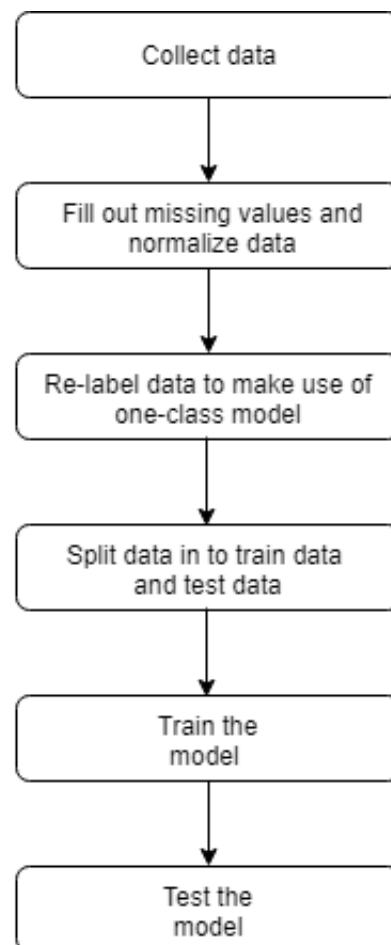 Collect data
Fill out missing values and
normalize data
Re-label data to make use of
one-class model
Split data in to train data
and test data
Train the
model
Test the
model